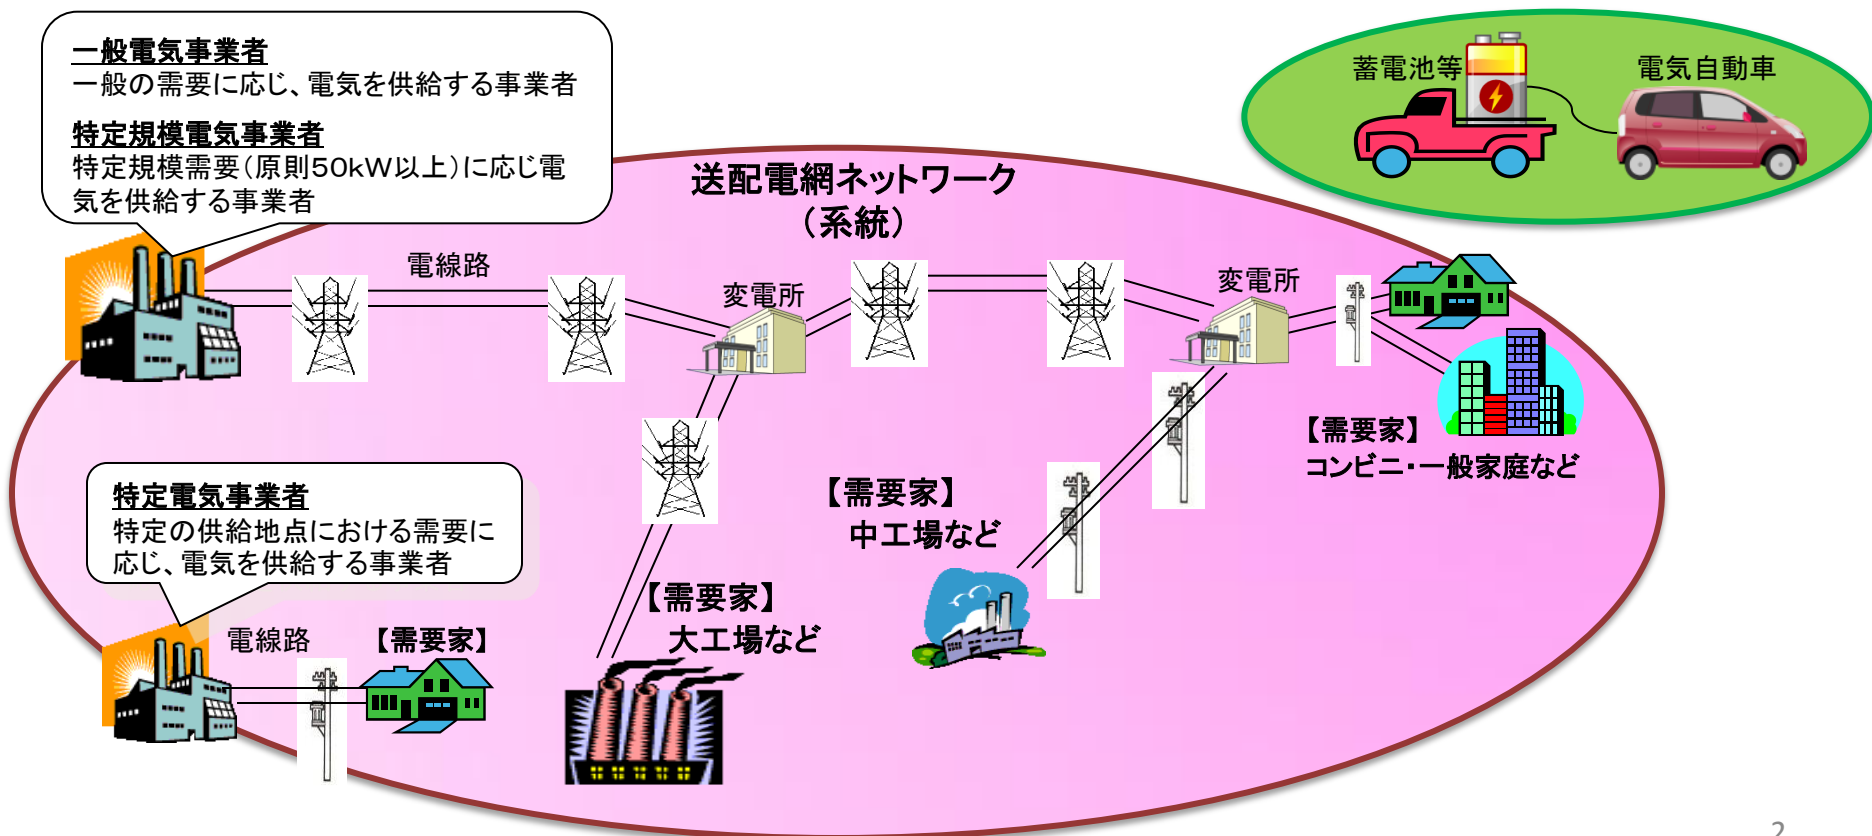 一般電気事業者
一般の需要に応じ、電気を供給する事業者
特定規模電気事業者
特定規模需要(原則50kW以上)に応じ電
気を供給する事業者
蓄電池等
電気自動車
送配電網ネットワーク
(系統)
電線路
変電所
変電所
【需要家】
コンビニ・一般家庭など
【需要家】
中工場など
特定電気事業者
特定の供給地点における需要に
応じ、電気を供給する事業者
【需要家】
大工場など
電線路
【需要家】
2